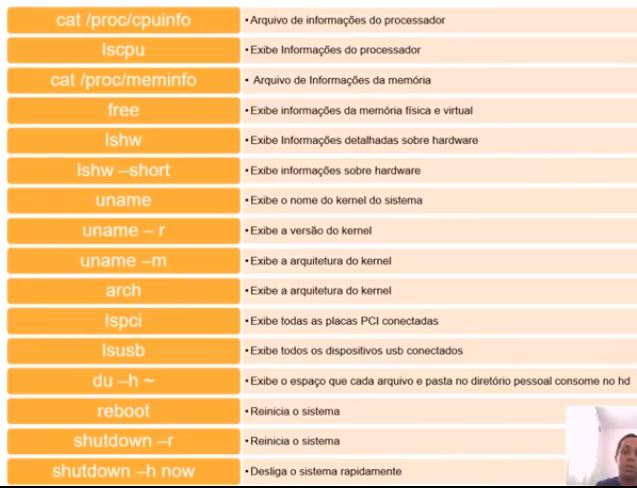 cat /proc/cpuinfo • Arquivo de informações do processador
lscpu • Exibe Informações do processador
cat /proc/meminfo • Arquivo de Informações da memória
free • Exibe informações da memória física e virtual
lshw • Exibe Informações detalhadas sobre hardware
lshw –short • Exibe informações sobre hardware
uname • Exibe o nome do kernel do sistema
uname – r • Exibe a versão do kernel
uname –m • Exibe a arquitetura do kernel
arch • Exibe a arquitetura do kernel
lspci • Exibe todas as placas PCI conectadas
lsusb • Exibe todos os dispositivos usb conectados
du –h ~ • Exibe o espaço que cada arquivo e pasta no diretório pessoal consome no hd
reboot • Reinicia o sistema
shutdown –r • Reinicia o sistema
shutdown –h now • Desliga o sistema rapidamente